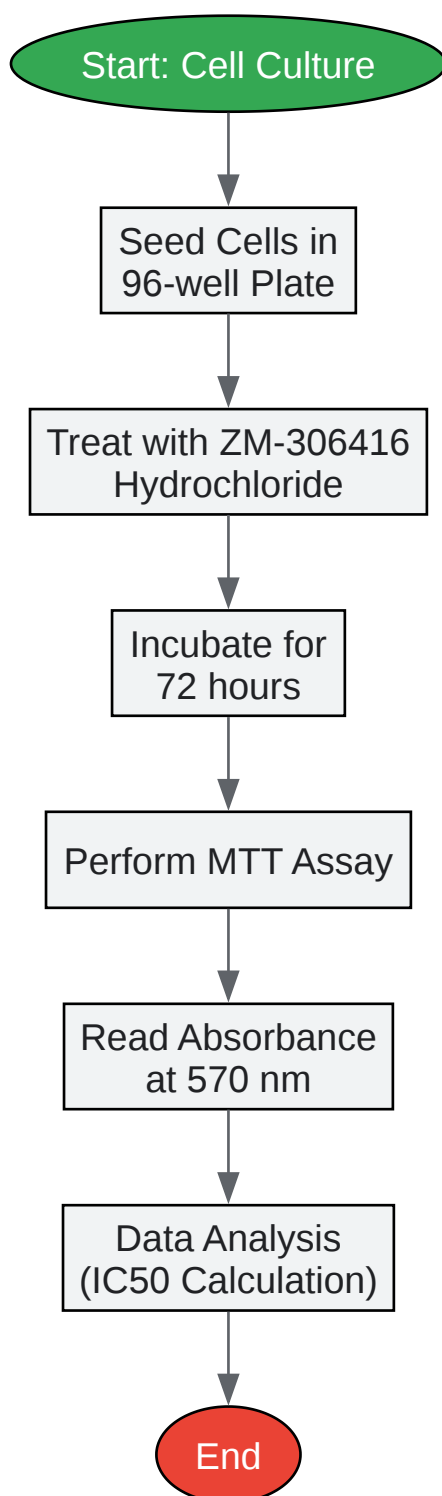 Start: Cell Culture
Seed Cells in
96-well Plate
Treat with ZM-306416
Hydrochloride
Incubate for
72 hours
Perform MTT Assay
Read Absorbance
at 570 nm
Data Analysis
(IC50 Calculation)
End